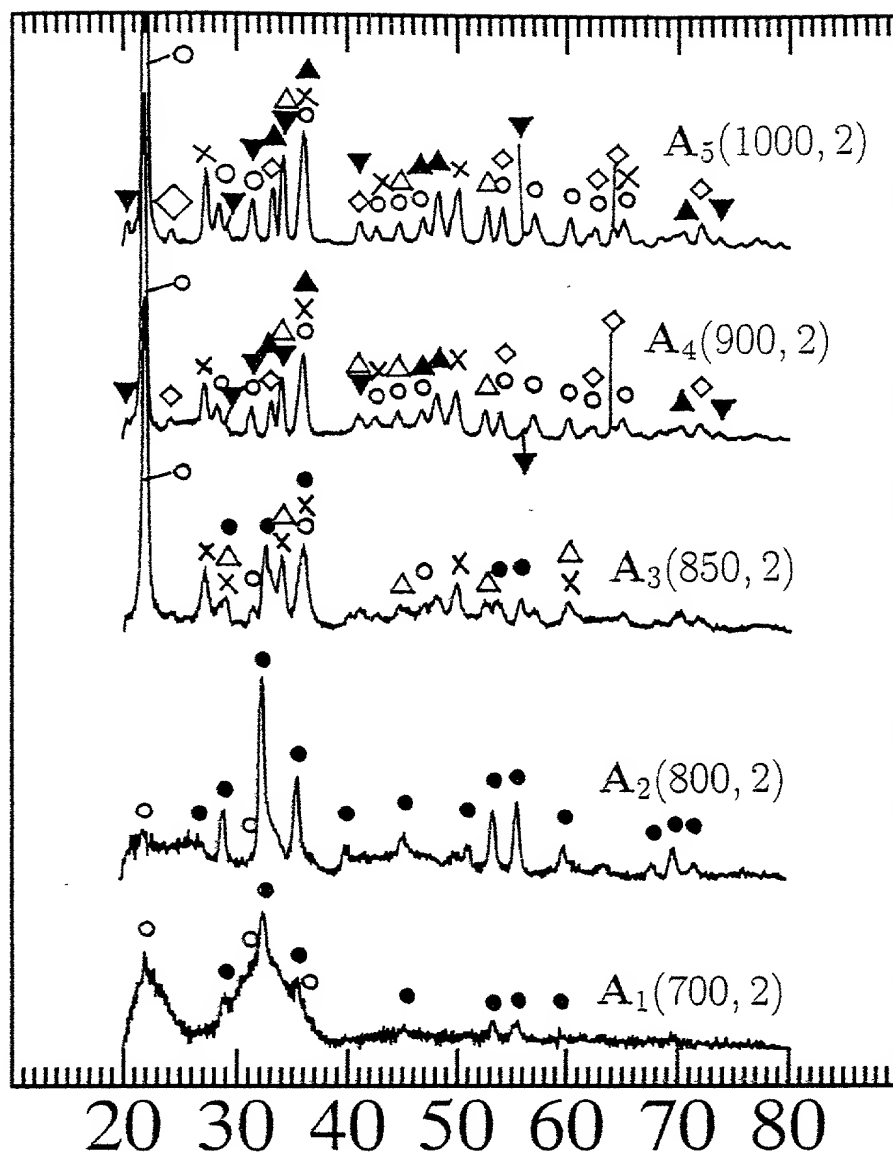 A₅(1000, 2)
A₄(900, 2)
A₃(850, 2)
A₂(800, 2)
A₁(700, 2)
20 30 40 50 60 70 80